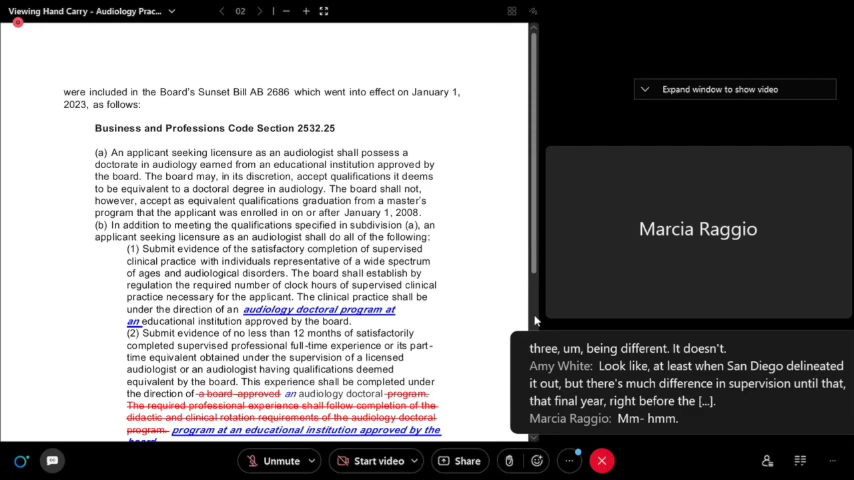 Viewing Hand Carry - Audiology Prac...
02
were included in the Board's Sunset Bill AB 2686 which went into effect on January 1,
2023, as follows:
Business and Professions Code Section 2532.25
(a) An applicant seeking licensure as an audiologist shall possess a
doctorate in audiology earned from an educational institution approved by
the board. The board may, in its discretion, accept qualifications it deems
to be equivalent to a doctoral degree in audiology. The board shall not,
however, accept as equivalent qualifications graduation from a master's
program that the applicant was enrolled in on or after January 1, 2008.
(b) In addition to meeting the qualifications specified in subdivision (a), an
applicant seeking licensure as an audiologist shall do all of the following:
(1) Submit evidence of the satisfactory completion of supervised
clinical practice with individuals representative of a wide spectrum
of ages and audiological disorders. The board shall establish by
regulation the required number of clock hours of supervised clinical
practice necessary for the applicant. The clinical practice shall be
under the direction of an audiology doctoral program at
an educational institution approved by the board.
(2) Submit evidence of no less than 12 months of satisfactorily
completed supervised professional full-time experience or its part-
time equivalent obtained under the supervision of a licensed
audiologist or an audiologist having qualifications deemed
equivalent by the board. This experience shall be completed under
the direction of a board-approved an audiology doctoral program.
The required professional experience shall follow completion of the
didactic and clinical rotation requirements of the audiology doctoral
program. program at an educational institution approved by the
board.
Expand window to show video
Marcia Raggio
three, um, being different. It doesn't.
Amy White: Look like, at least when San Diego delineated
it out, but there's much difference in supervision until that,
that final year, right before the [...].
Marcia Raggio: Mm- hmm.
Unmute
Start video
Share